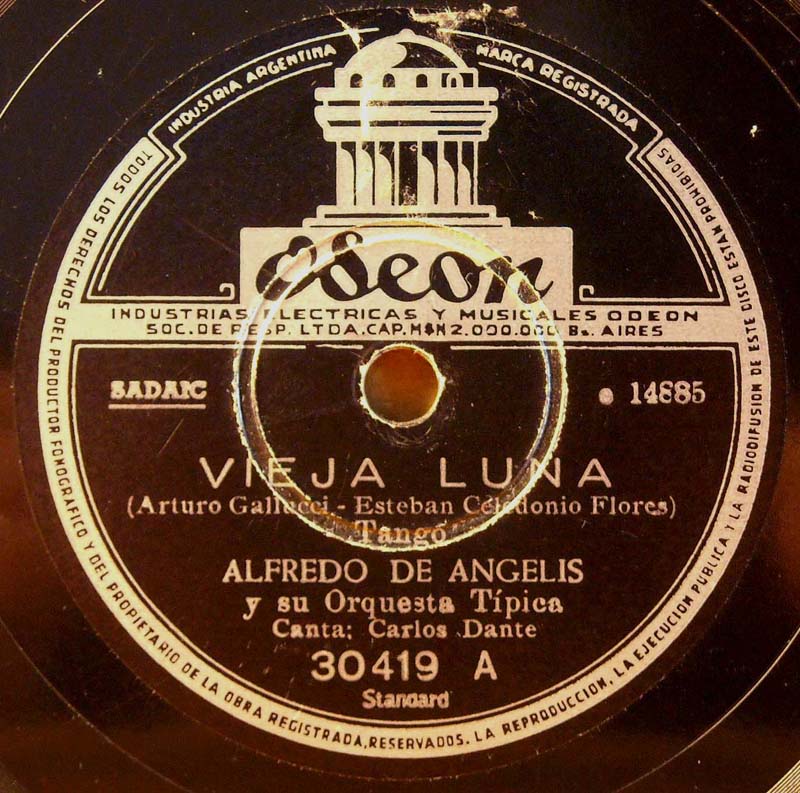 INDUSTRIA ARGENTINA
MARCA REGISTRADA
Odeon
INDUSTRIAS ELECTRICAS Y MUSICALES ODEON
SOC. DE RESP. LTDA. CAP. M$N 2.000.000 Bs. AIRES
SADAIC
e 14885
VIEJA LUNA
(Arturo Gallucci - Esteban Celedonio Flores)
Tango
ALFREDO DE ANGELIS
y su Orquesta Típica
Canta: Carlos Dante
30419 A
Standard
TODOS LOS DERECHOS DEL PRODUCTOR FONOGRAFICO Y DEL PROPIETARIO DE LA OBRA REGISTRADA, RESERVADOS. LA REPRODUCCION, LA EJECUCION PUBLICA Y LA RADIODIFUSION DE ESTE DISCO ESTAN PROHIBIDAS